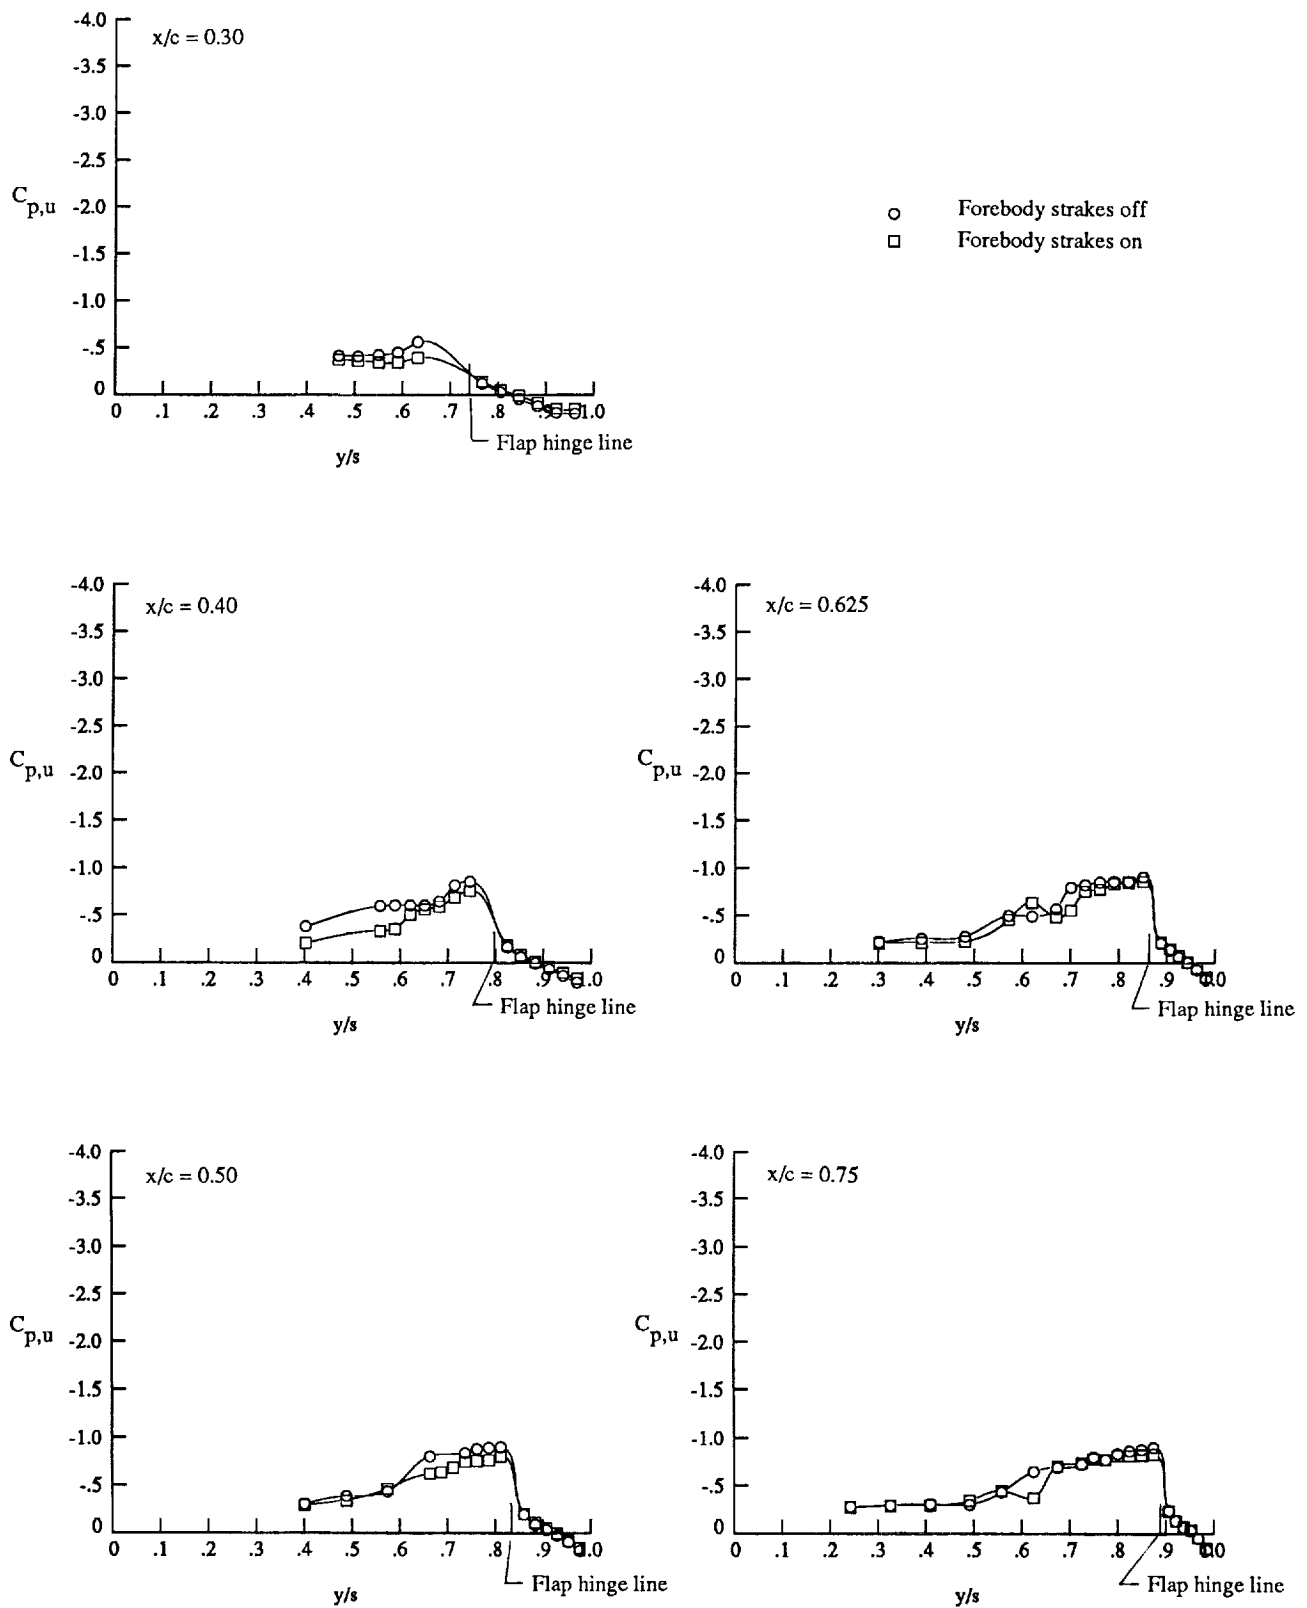 x/c = 0.30
-4.0
-3.5
-3.0
-2.5
-2.0
-1.5
-1.0
-.5
0
C p,u
0 .1 .2 .3 .4 .5 .6 .7 .8 .9 1.0
y/s
Flap hinge line
Forebody strakes off
Forebody strakes on
x/c = 0.40
-4.0
-3.5
-3.0
-2.5
-2.0
-1.5
-1.0
-.5
0
C p,u
0 .1 .2 .3 .4 .5 .6 .7 .8 .9 1.0
y/s
Flap hinge line
x/c = 0.625
-4.0
-3.5
-3.0
-2.5
-2.0
-1.5
-1.0
-.5
0
C p,u
0 .1 .2 .3 .4 .5 .6 .7 .8 .9 1.0
y/s
Flap hinge line
x/c = 0.50
-4.0
-3.5
-3.0
-2.5
-2.0
-1.5
-1.0
-.5
0
C p,u
0 .1 .2 .3 .4 .5 .6 .7 .8 .9 1.0
y/s
Flap hinge line
x/c = 0.75
-4.0
-3.5
-3.0
-2.5
-2.0
-1.5
-1.0
-.5
0
C p,u
0 .1 .2 .3 .4 .5 .6 .7 .8 .9 1.0
y/s
Flap hinge line